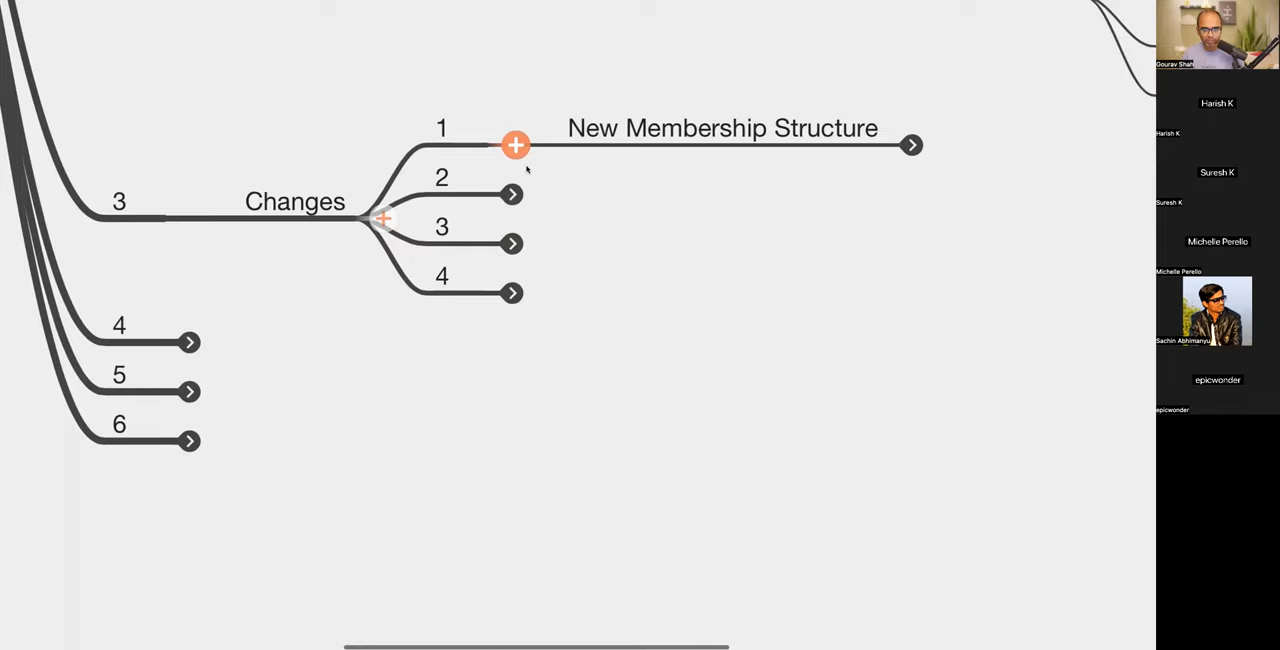 1
New Membership Structure
2
3
Changes
3
4
4
5
6
Gourav Shah
Harish K
Harish K
Suresh K
Suresh K
Michelle Perello
Michelle Perello
Sachin Abhimanyu
epicwonder
epicwonder